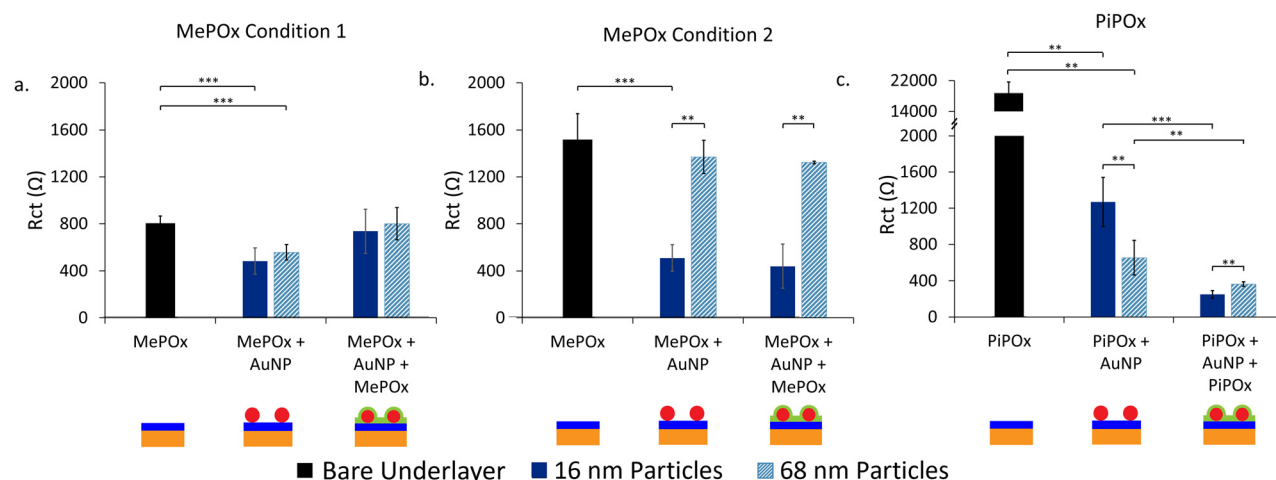 MePOx Condition 1
MePOx Condition 2
PiPOx
a.
2000
1600
1200
800
400
0
Rct (Ω)
***
***
MePOx
MePOx +
AuNP
MePOx +
AuNP +
MePOx
b.
2000
1600
1200
800
400
0
Rct (Ω)
***
**
**
MePOx
MePOx +
AuNP
MePOx +
AuNP +
MePOx
c.
22000
14000
2000
1600
1200
800
400
0
Rct (Ω)
**
**
***
**
**
**
PiPOx
PiPOx +
AuNP
PiPOx +
AuNP +
PiPOx
Bare Underlayer
16 nm Particles
68 nm Particles